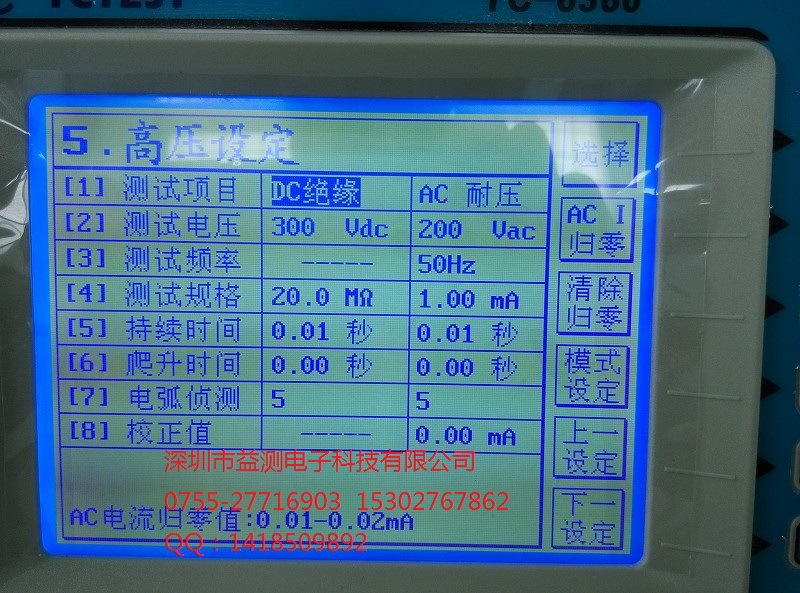 5.高压设定
[1] 测试项目 DC绝缘 AC 耐压
[2] 测试电压 300 Vdc 200 Vac
[3] 测试频率 ----- 50Hz
[4] 测试规格 20.0 MΩ 1.00 mA
[5] 持续时间 0.01 秒 0.01 秒
[6] 爬升时间 0.00 秒 0.00 秒
[7] 电弧侦测 5 5
[8] 校正值 ----- 0.00 mA
深圳市益测电子科技有限公司
0755-27716903 15302767862
AC电流归零值:0.01-0.02mA
QQ：1418509892
选择
AC I
归零
清除
归零
模式
设定
上一
设定
下一
设定